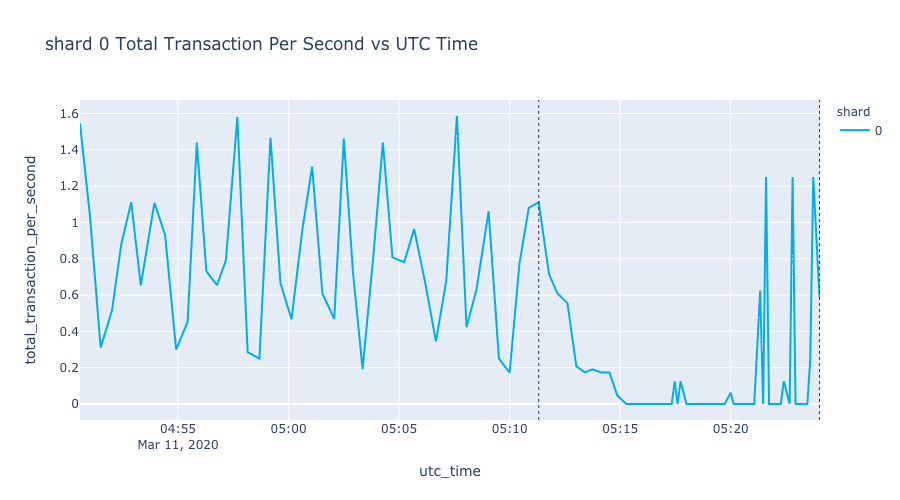 shard 0 Total Transaction Per Second vs UTC Time
shard
0
total_transaction_per_second
1.6
1.4
1.2
1
0.8
0.6
0.4
0.2
0
04:55 05:00 05:05 05:10 05:15 05:20
Mar 11, 2020
utc_time